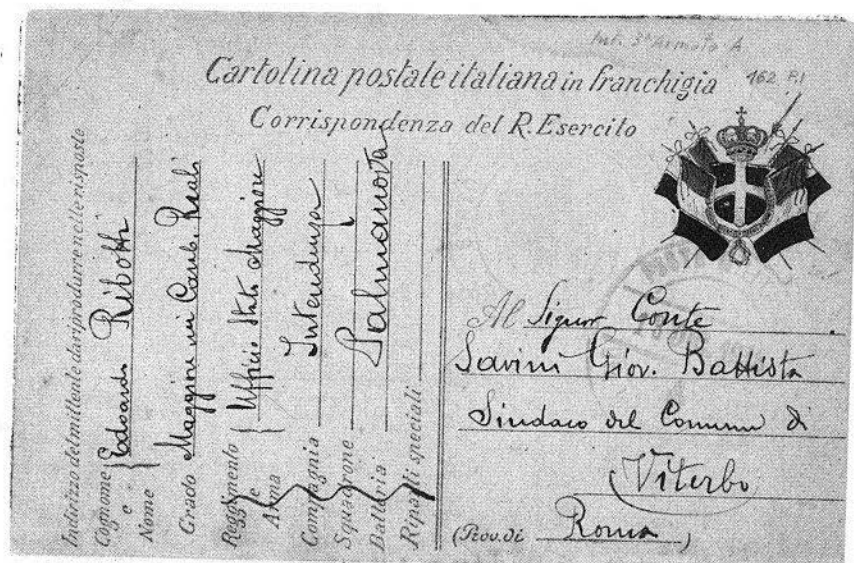 Int. 3ª Armata A
162 P.I
Cartolina postale italiana in franchigia
Corrispondenza del R. Esercito
Indirizzo del mittente da riprodurre nelle risposte
Cognome e Nome { Edoardo Ribotti
Grado Maggiore nei Carab. Reali
Reggimento e Arma { Ufficio Stato Maggiore
Compagnia Intendenza
Squadrone
Batteria Palmanova
Riparti speciali
Al Signor Conte
Savini Giov. Battista
Sindaco del Comune di
Viterbo
(Prov. di Roma)